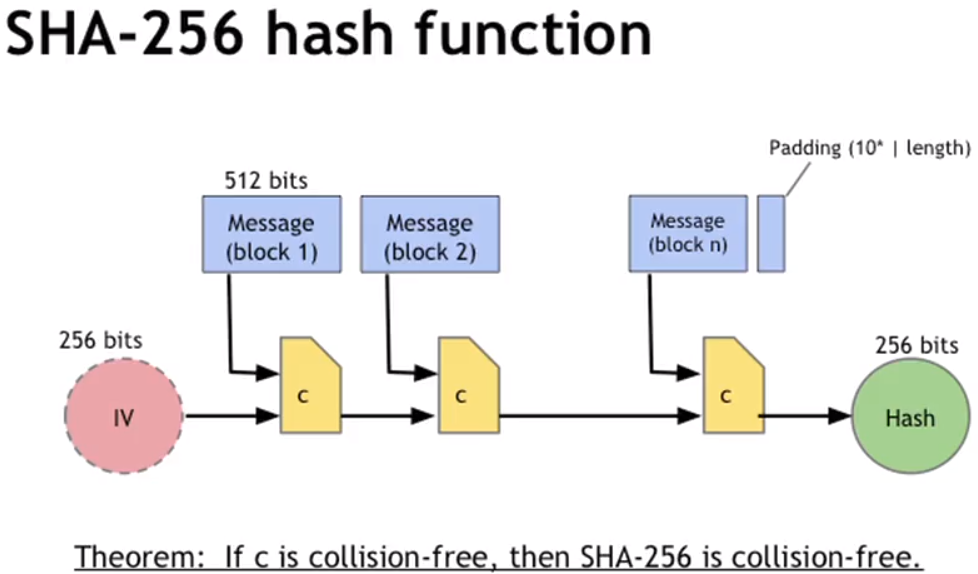 SHA-256 hash function
Padding (10* | length)
512 bits
Message
(block 1)
Message
(block 2)
Message
(block n)
256 bits
256 bits
IV
c
c
c
Hash
Theorem:  If c is collision-free, then SHA-256 is collision-free.